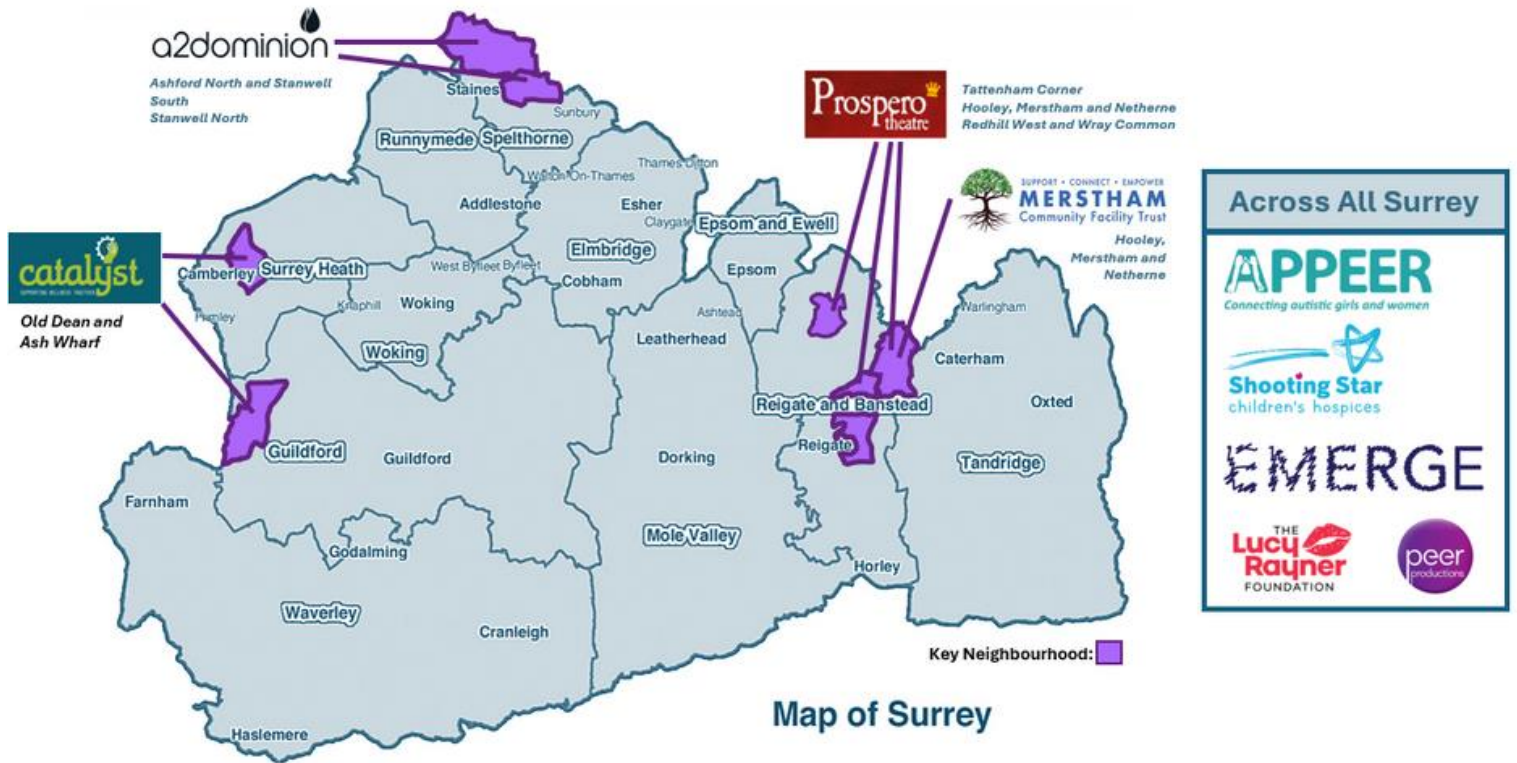 a2dominion
Ashford North and Stanwell
South
Stanwell North
Prospero
theatre
Tattenham Corner
Hooley, Merstham and Netherne
Redhill West and Wray Common
SUPPORT • CONNECT • EMPOWER
MERSTHAM
Community Facility Trust
Hooley,
Merstham and
Netherne
catalyst
SUPPORTING WELLNESS TOGETHER
Old Dean and
Ash Wharf
Staines
Sunbury
Runnymede
Spelthorne
Thames Ditton
Walton-On-Thames
Addlestone
Esher
Claygate
Epsom and Ewell
Elmbridge
Camberley
Surrey Heath
West Byfleet
Byfleet
Cobham
Epsom
Knaphill
Woking
Frimley
Ashtead
Warlingham
Leatherhead
Woking
Caterham
Reigate and Banstead
Oxted
Reigate
Guildford
Guildford
Dorking
Tandridge
Farnham
Mole Valley
Godalming
Horley
Waverley
Cranleigh
Haslemere
Key Neighbourhood:
Map of Surrey
Across All Surrey
APPEER
Connecting autistic girls and women
Shooting Star
children's hospices
EMERGE
THE
Lucy
Rayner
FOUNDATION
peer
productions